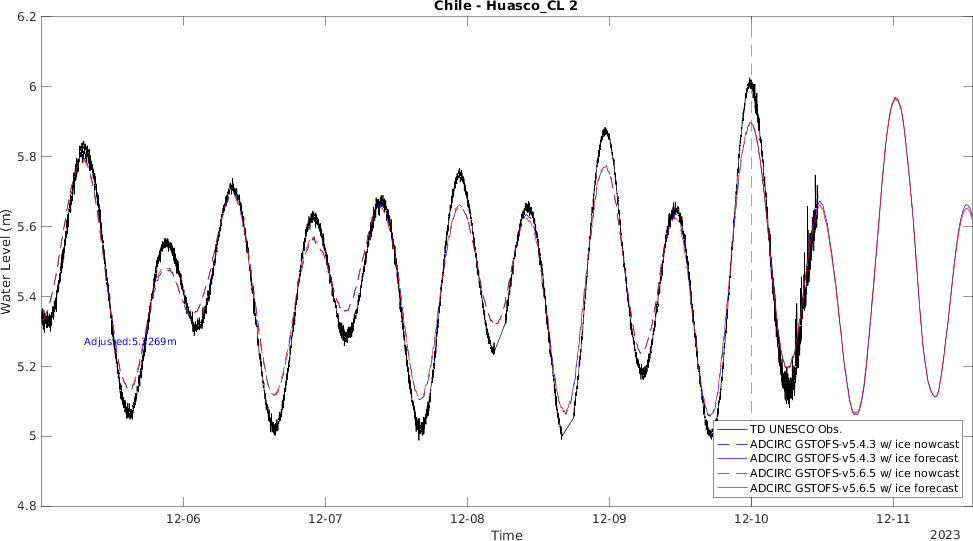 Chile - Huasco_CL 2
6.2
6
5.8
5.6
5.4
5.2
5
4.8
Water Level (m)
Adjusted:5.3269m
TD UNESCO Obs.
ADCIRC GSTOFS-v5.4.3 w/ ice nowcast
ADCIRC GSTOFS-v5.4.3 w/ ice forecast
ADCIRC GSTOFS-v5.6.5 w/ ice nowcast
ADCIRC GSTOFS-v5.6.5 w/ ice forecast
12-06
12-07
12-08
12-09
12-10
12-11
Time
2023